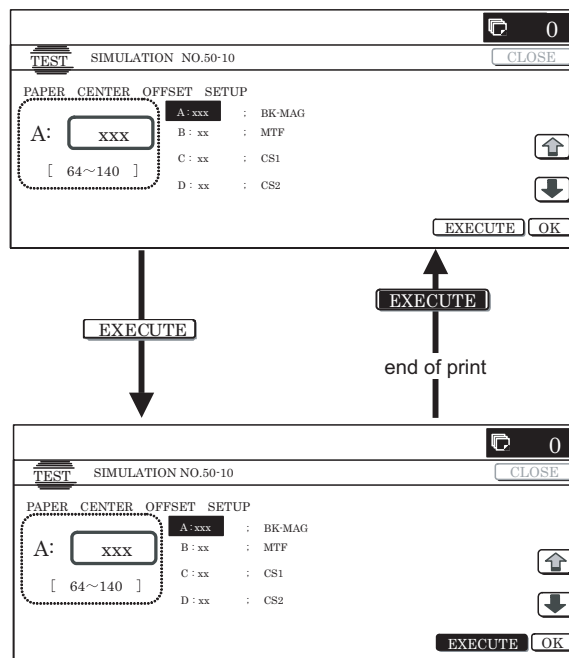 0
TEST SIMULATION NO.50-10 CLOSE
PAPER CENTER OFFSET SETUP
A: xxx
[ 64～140 ]
A : xxx : BK-MAG
B : xx : MTF
C : xx : CS1
D : xx : CS2
EXECUTE OK
EXECUTE
EXECUTE
end of print
0
TEST SIMULATION NO.50-10 CLOSE
PAPER CENTER OFFSET SETUP
A: xxx
[ 64～140 ]
A : xxx : BK-MAG
B : xx : MTF
C : xx : CS1
D : xx : CS2
EXECUTE OK